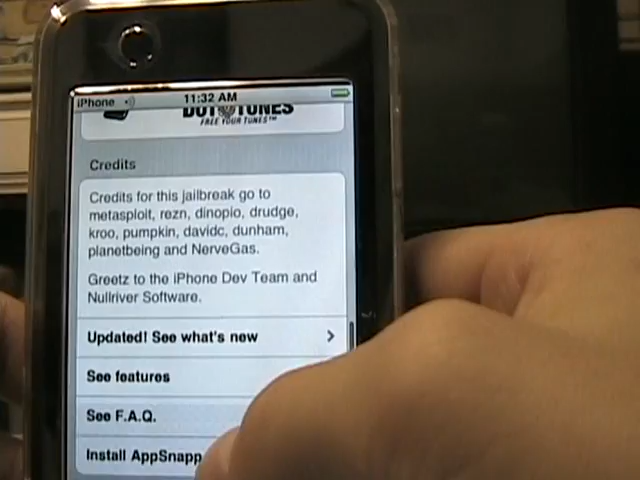 iPhone 11:32 AM
DOT TUNES
FREE YOUR TUNES™
Credits
Credits for this jailbreak go to
metasploit, rezn, dinopio, drudge,
kroo, pumpkin, davidc, dunham,
planetbeing and NerveGas.
Greetz to the iPhone Dev Team and
Nullriver Software.
Updated! See what's new
See features
See F.A.Q.
Install AppSnapp